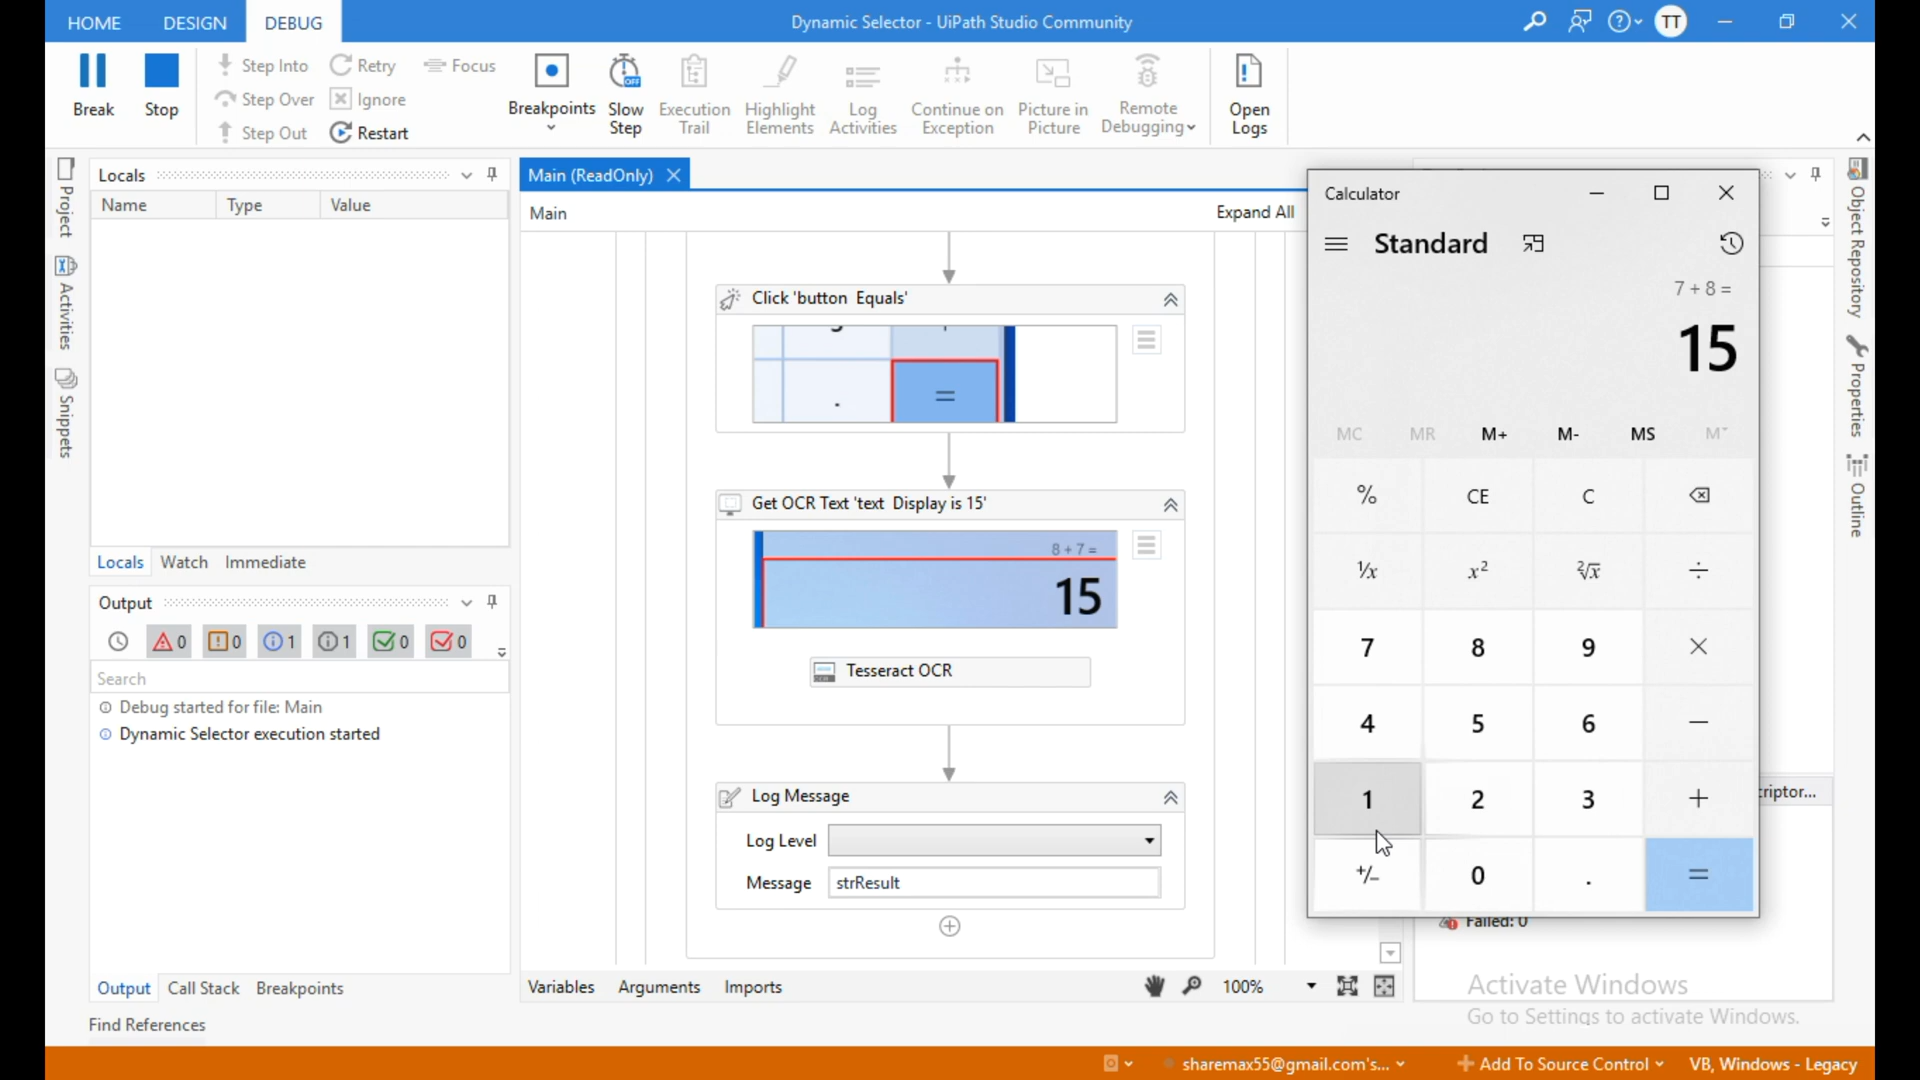 HOME DESIGN DEBUG Dynamic Selector - UiPath Studio Community TT
Break Stop Step Into Step Over Step Out Retry Ignore Restart Focus Breakpoints Slow Step OFF Execution Trail Highlight Elements Log Activities Continue on Exception Picture in Picture Remote Debugging Open Logs
Project
Activities
Snippets
Locals
Name Type Value
Locals Watch Immediate
Output
0 0 1 1 0 0
Search
Debug started for file: Main
Dynamic Selector execution started
Output Call Stack Breakpoints
Find References
Main (ReadOnly)
Main Expand All
Click 'button Equals'
. =
Get OCR Text 'text Display is 15'
8 + 7 =
15
Tesseract OCR
Log Message
Log Level
Message strResult
Variables Arguments Imports 100%
Calculator
Standard
7 + 8 =
15
MC MR M+ M- MS M˅
% CE C
⅟x x² ²√x ÷
7 8 9 ×
4 5 6 −
1 2 3 +
+/− 0 . =
criptor...
Failed: 0
Object Repository
Properties
Outline
Activate Windows
Go to Settings to activate Windows.
sharemax55@gmail.com's... Add To Source Control VB, Windows - Legacy